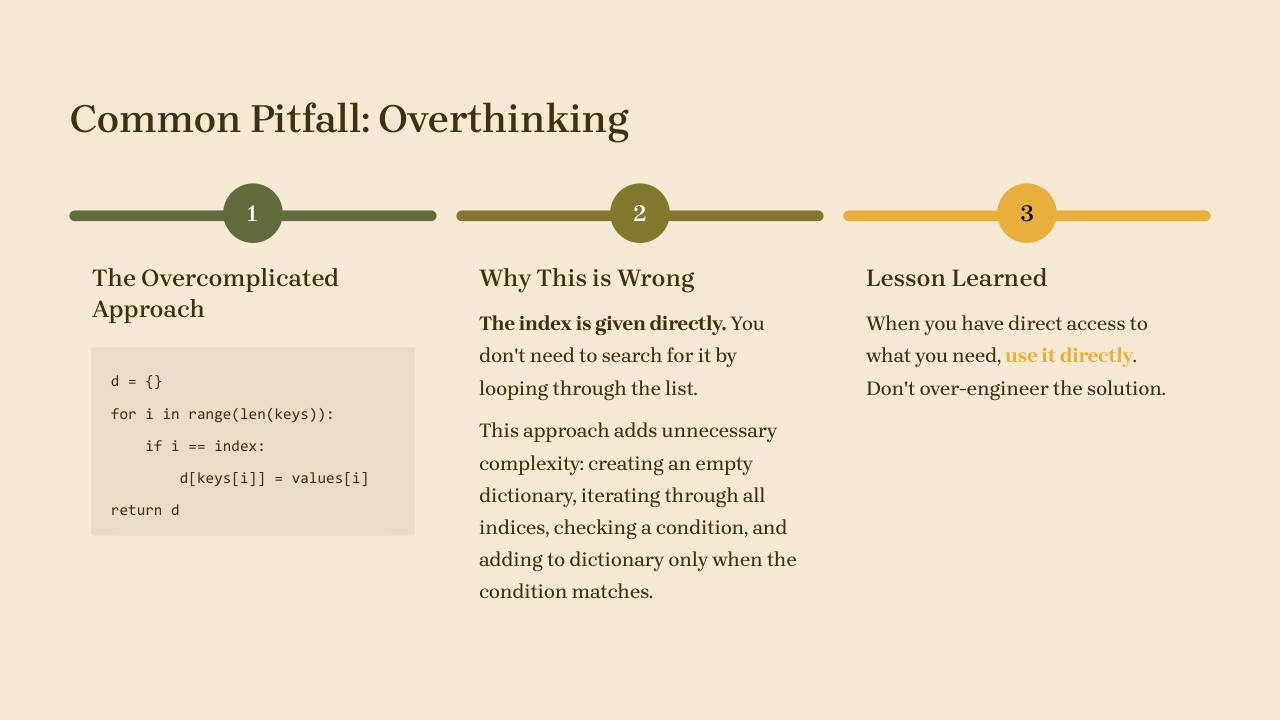 Common Pitfall: Overthinking
1
The Overcomplicated
Approach
d = {}
for i in range(len(keys)):
    if i == index:
        d[keys[i]] = values[i]
return d
2
Why This is Wrong
The index is given directly. You
don't need to search for it by
looping through the list.
This approach adds unnecessary
complexity: creating an empty
dictionary, iterating through all
indices, checking a condition, and
adding to dictionary only when the
condition matches.
3
Lesson Learned
When you have direct access to
what you need, use it directly.
Don't over-engineer the solution.